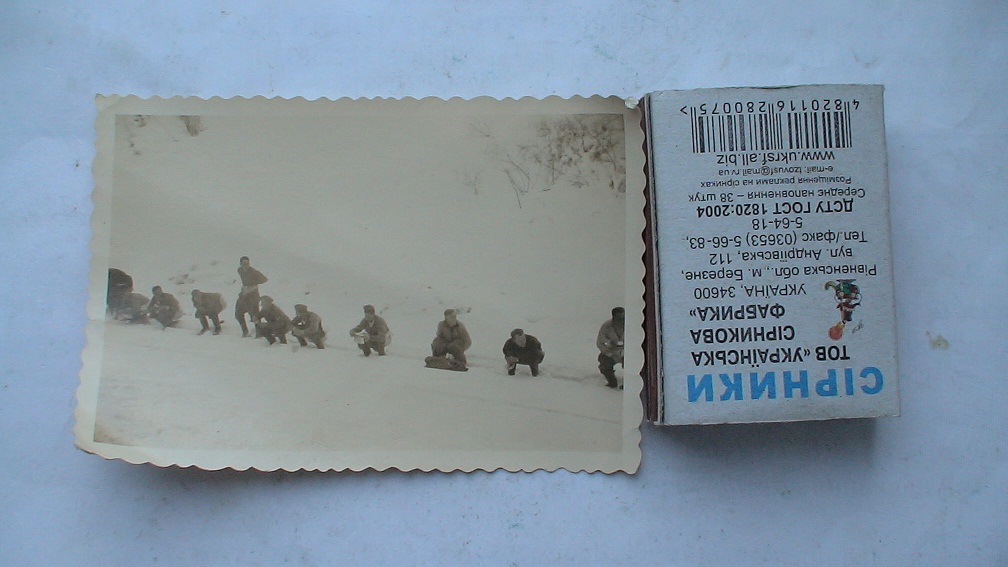 СІРНИКИ
ТОВ «УКРАЇНСЬКА
СІРНИКОВА
ФАБРИКА»
УКРАЇНА, 34600
Рівненська обл., м. Березне,
вул. Андріївська, 112
Тел./факс (03653) 5-66-83,
5-64-18
ДСТУ ГОСТ 1820:2004
Середнє наповнення – 38 штук
Розміщення реклами на сірниках
e-mail: tzovusf@mail.rv.ua
www.ukrsf.all.biz
4 820116 280075 >